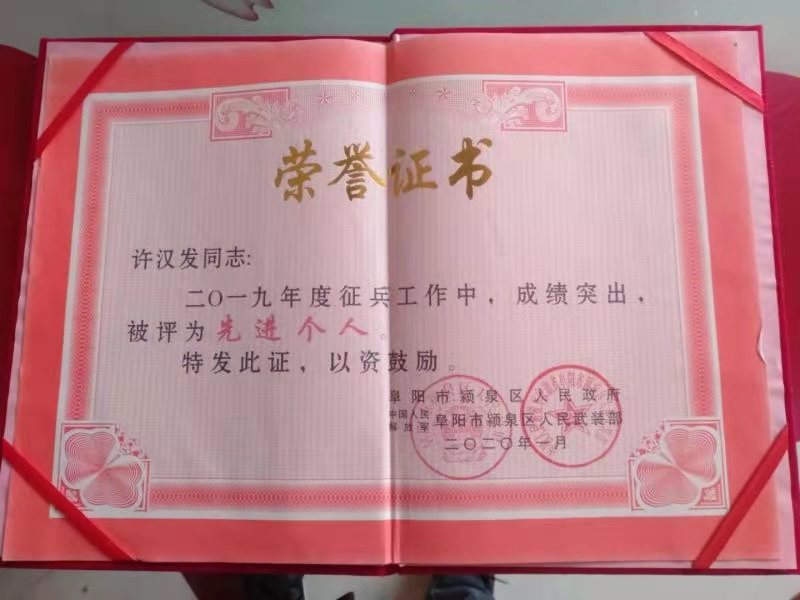 荣誉证书
许汉发同志:
二〇一九年度征兵工作中，成绩突出，
被评为先进个人。
特发此证，以资鼓励。
阜阳市颍泉区人民政府
中国人民解放军 阜阳市颍泉区人民武装部
二〇二〇年一月